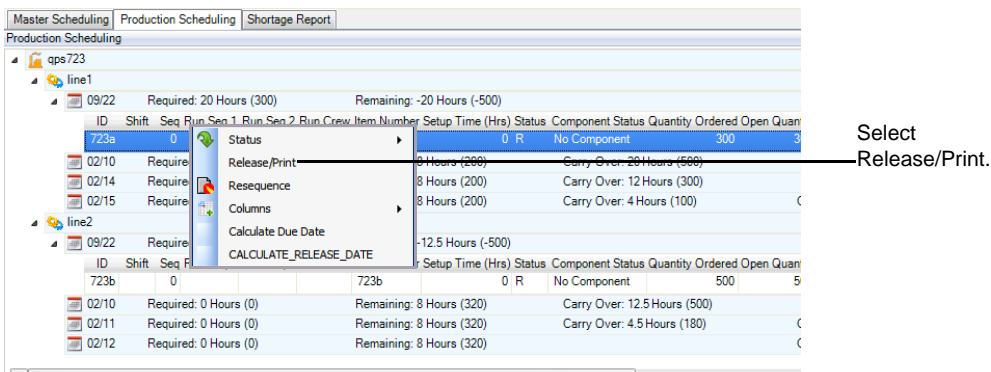 Master Scheduling Production Scheduling Shortage Report
Production Scheduling
qps723
line1
09/22 Required: 20 Hours (300) Remaining: -20 Hours (-500)
ID Shift Seq Run Seq 1 Run Seq 2 Run Crew Item Number Setup Time (Hrs) Status Component Status Quantity Ordered Open Quan
723a 0 0 R No Component 300 3
02/10 Require 8 Hours (200) Carry Over: 20 Hours (500)
02/14 Require 8 Hours (200) Carry Over: 12 Hours (300)
02/15 Require 8 Hours (200) Carry Over: 4 Hours (100)
Status
Release/Print
Resequence
Columns
Calculate Due Date
CALCULATE_RELEASE_DATE
Select
Release/Print.
line2
09/22 Require -12.5 Hours (-500)
ID Shift Seq Setup Time (Hrs) Status Component Status Quantity Ordered Open Quan
723b 0 723b 0 R No Component 500 5
02/10 Required: 0 Hours (0) Remaining: 8 Hours (320) Carry Over: 12.5 Hours (500)
02/11 Required: 0 Hours (0) Remaining: 8 Hours (320) Carry Over: 4.5 Hours (180)
02/12 Required: 0 Hours (0) Remaining: 8 Hours (320)